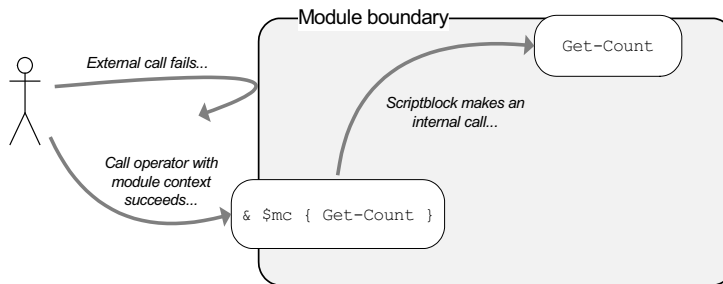 Module boundary
Get-Count
External call fails...
Scriptblock makes an
internal call...
Call operator with
module context
succeeds...
& $mc { Get-Count }